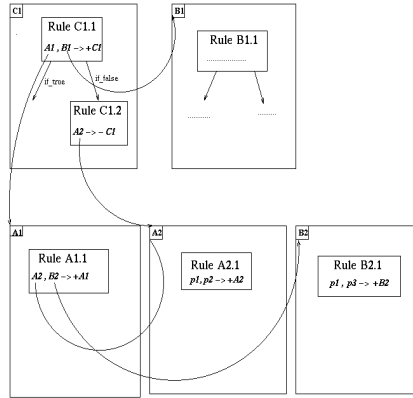 C1
Rule C1.1
A1 , B1 -> +C1
if_true
if_false
Rule C1.2
A2 -> - C1
B1
Rule B1.1
....................
..........
........
A1
Rule A1.1
A2 , B2 -> +A1
A2
Rule A2.1
p1, p2 -> +A2
B2
Rule B2.1
p1 , p3 -> +B2